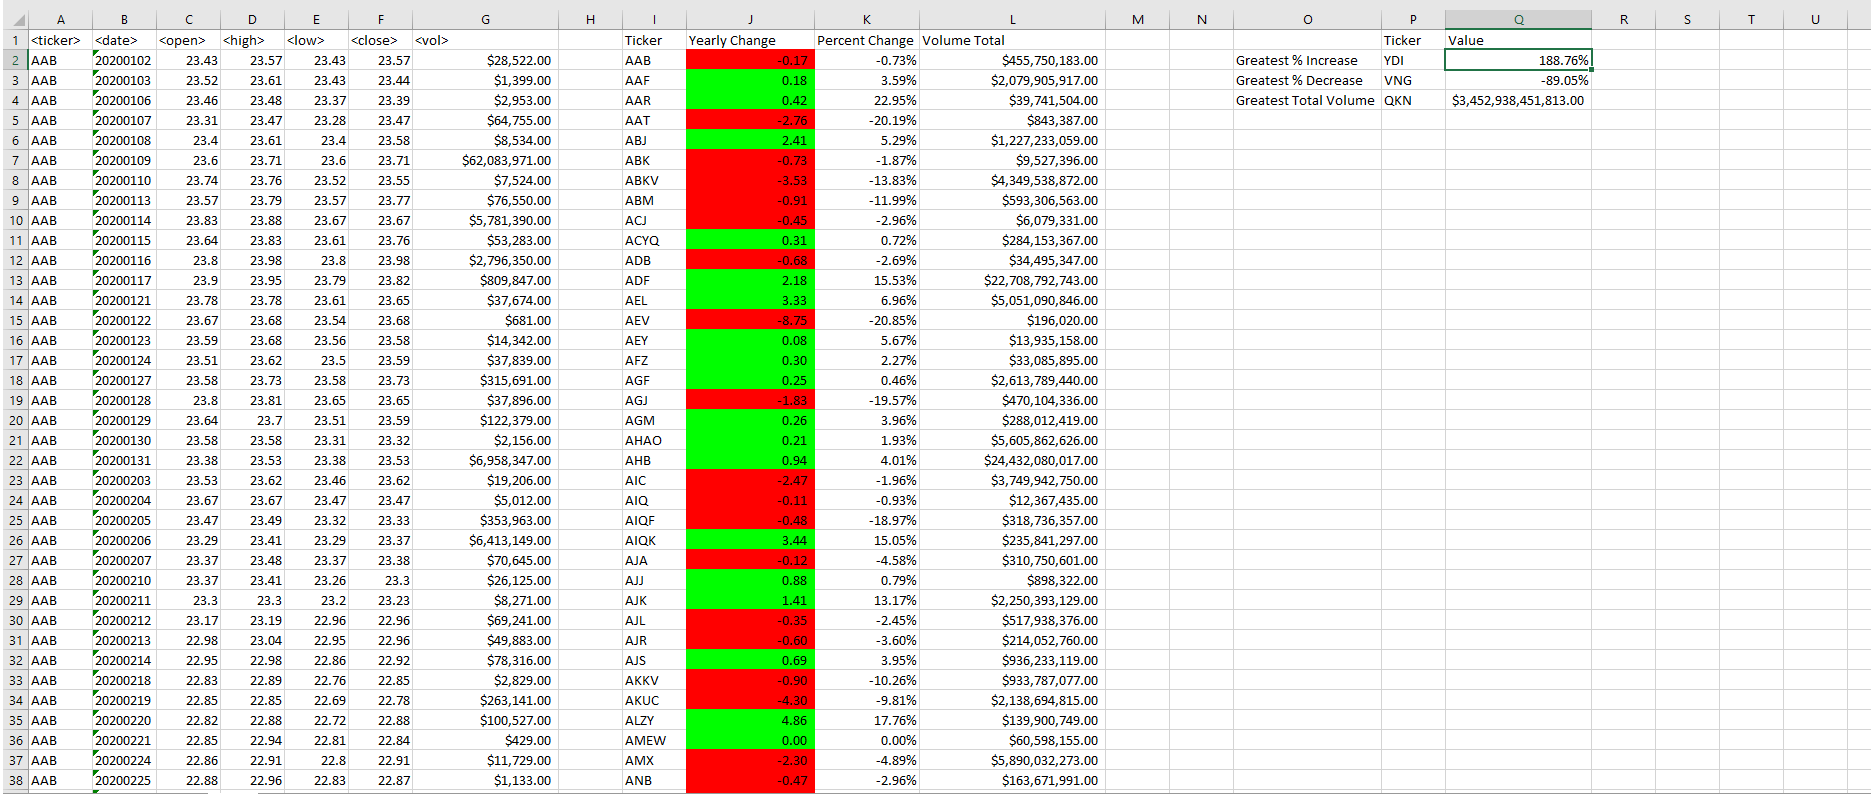 A B C D E F G H I J K L M N O P Q R S T U
1 <ticker> <date> <open> <high> <low> <close> <vol> Ticker Yearly Change Percent Change Volume Total Ticker Value
2 AAB 20200102 23.43 23.57 23.43 23.57 $28,522.00 AAB -0.17 -0.73% $455,750,183.00 Greatest % Increase YDI 188.76%
3 AAB 20200103 23.52 23.61 23.43 23.44 $1,399.00 AAF 0.18 3.59% $2,079,905,917.00 Greatest % Decrease VNG -89.05%
4 AAB 20200106 23.46 23.48 23.37 23.39 $2,953.00 AAR 0.42 22.95% $39,741,504.00 Greatest Total Volume QKN $3,452,938,451,813.00
5 AAB 20200107 23.31 23.47 23.28 23.47 $64,755.00 AAT -2.76 -20.19% $843,387.00
6 AAB 20200108 23.4 23.61 23.4 23.58 $8,534.00 ABJ 2.41 5.29% $1,227,233,059.00
7 AAB 20200109 23.6 23.71 23.6 23.71 $62,083,971.00 ABK -0.73 -1.87% $9,527,396.00
8 AAB 20200110 23.74 23.76 23.52 23.55 $7,524.00 ABKV -3.53 -13.83% $4,349,538,872.00
9 AAB 20200113 23.57 23.79 23.57 23.77 $76,550.00 ABM -0.91 -11.99% $593,306,563.00
10 AAB 20200114 23.83 23.88 23.67 23.67 $5,781,390.00 ACJ -0.45 -2.96% $6,079,331.00
11 AAB 20200115 23.64 23.83 23.61 23.76 $53,283.00 ACYQ 0.31 0.72% $284,153,367.00
12 AAB 20200116 23.8 23.98 23.8 23.98 $2,796,350.00 ADB -0.68 -2.69% $34,495,347.00
13 AAB 20200117 23.9 23.95 23.79 23.82 $809,847.00 ADF 2.18 15.53% $22,708,792,743.00
14 AAB 20200121 23.78 23.78 23.61 23.65 $37,674.00 AEL 3.33 6.96% $5,051,090,846.00
15 AAB 20200122 23.67 23.68 23.54 23.68 $681.00 AEV -8.75 -20.85% $196,020.00
16 AAB 20200123 23.59 23.68 23.56 23.58 $14,342.00 AEY 0.08 5.67% $13,935,158.00
17 AAB 20200124 23.51 23.62 23.5 23.59 $37,839.00 AFZ 0.30 2.27% $33,085,895.00
18 AAB 20200127 23.58 23.73 23.58 23.73 $315,691.00 AGF 0.25 0.46% $2,613,789,440.00
19 AAB 20200128 23.8 23.81 23.65 23.65 $37,896.00 AGJ -1.83 -19.57% $470,104,336.00
20 AAB 20200129 23.64 23.7 23.51 23.59 $122,379.00 AGM 0.26 3.96% $288,012,419.00
21 AAB 20200130 23.58 23.58 23.31 23.32 $2,156.00 AHAO 0.21 1.93% $5,605,862,626.00
22 AAB 20200131 23.38 23.53 23.38 23.53 $6,958,347.00 AHB 0.94 4.01% $24,432,080,017.00
23 AAB 20200203 23.53 23.62 23.46 23.62 $19,206.00 AIC -2.47 -1.96% $3,749,942,750.00
24 AAB 20200204 23.67 23.67 23.47 23.47 $5,012.00 AIQ -0.11 -0.93% $12,367,435.00
25 AAB 20200205 23.47 23.49 23.32 23.33 $353,963.00 AIQF -0.48 -18.97% $318,736,357.00
26 AAB 20200206 23.29 23.41 23.29 23.37 $6,413,149.00 AIQK 3.44 15.05% $235,841,297.00
27 AAB 20200207 23.37 23.48 23.37 23.38 $70,645.00 AJA -0.12 -4.58% $310,750,601.00
28 AAB 20200210 23.37 23.41 23.26 23.3 $26,125.00 AJJ 0.88 0.79% $898,322.00
29 AAB 20200211 23.3 23.3 23.2 23.23 $8,271.00 AJK 1.41 13.17% $2,250,393,129.00
30 AAB 20200212 23.17 23.19 22.96 22.96 $69,241.00 AJL -0.35 -2.45% $517,938,376.00
31 AAB 20200213 22.98 23.04 22.95 22.96 $49,883.00 AJR -0.60 -3.60% $214,052,760.00
32 AAB 20200214 22.95 22.98 22.86 22.92 $78,316.00 AJS 0.69 3.95% $936,233,119.00
33 AAB 20200218 22.83 22.89 22.76 22.85 $2,829.00 AKKV -0.90 -10.26% $933,787,077.00
34 AAB 20200219 22.85 22.85 22.69 22.78 $263,141.00 AKUC -4.30 -9.81% $2,138,694,815.00
35 AAB 20200220 22.82 22.88 22.72 22.88 $100,527.00 ALZY 4.86 17.76% $139,900,749.00
36 AAB 20200221 22.85 22.94 22.81 22.84 $429.00 AMEW 0.00 0.00% $60,598,155.00
37 AAB 20200224 22.86 22.91 22.8 22.91 $11,729.00 AMX -2.30 -4.89% $5,890,032,273.00
38 AAB 20200225 22.88 22.96 22.83 22.87 $1,133.00 ANB -0.47 -2.96% $163,671,991.00